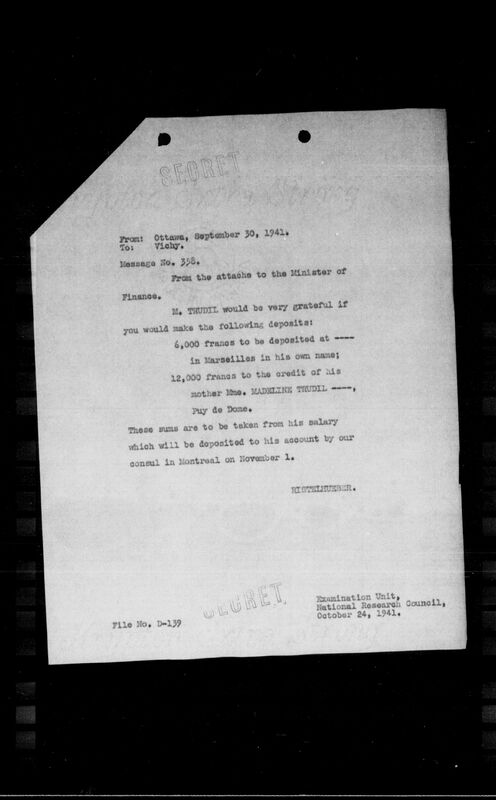 SECRET
From: Ottawa, September 30, 1941.
To: Vichy.
Message No. 358.
From the attache to the Minister of
Finance.
M. TRUDIL would be very grateful if
you would make the following deposits:
6,000 francs to be deposited at ----
in Marseilles in his own name;
12,000 francs to the credit of his
mother Mme. MADELINE TRUDIL ----,
Puy de Dome.
These sums are to be taken from his salary
which will be deposited to his account by our
consul in Montreal on November 1.
RISTELHUEBER.
SECRET
Examination Unit,
National Research Council,
October 24, 1941.
File No. D-139